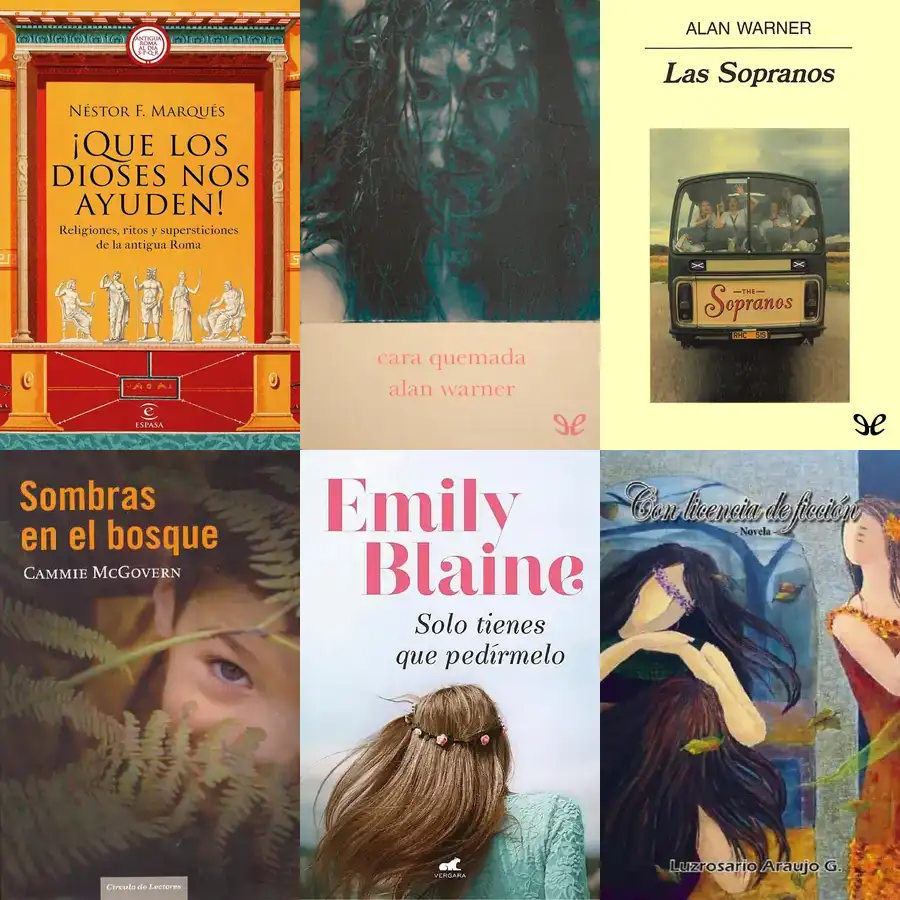 ANTIGUA
ROMA
AL DÍA
S·P·Q·R
NÉSTOR F. MARQUÉS
¡QUE LOS
DIOSES NOS
AYUDEN!
Religiones, ritos y supersticiones
de la antigua Roma
ESPASA
cara quemada
alan warner
ALAN WARNER
Las Sopranos
THE
Sopranos
Sombras
en el bosque
CAMMIE MCGOVERN
Círculo de Lectores
Emily
Blaine
Solo tienes
que pedírmelo
VERGARA
Con licencia de ficción
- Novela -
Luzrosario Araujo G.